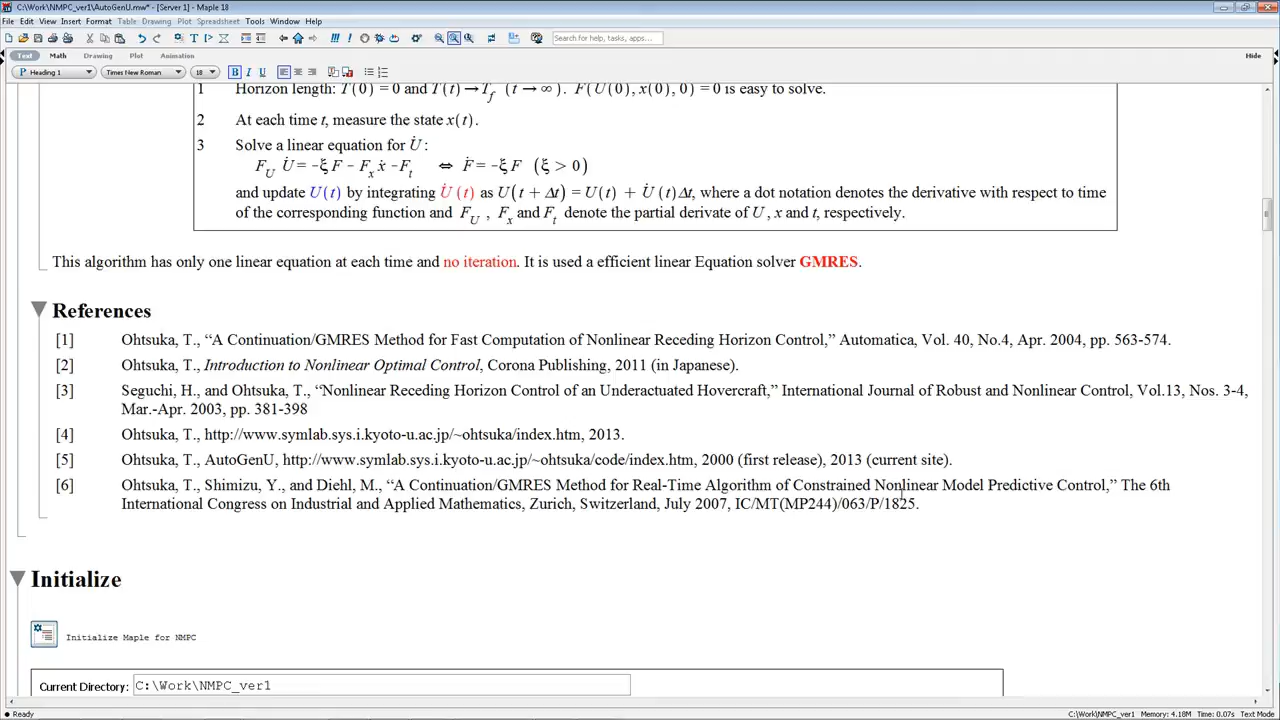 C:\Work\NMPC_ver1\AutoGenU.mw* - [Server 1] - Maple 18
File Edit View Insert Format Table Drawing Plot Spreadsheet Tools Window Help
Search for help, tasks, apps...
Text Math Drawing Plot Animation Hide
P Heading 1 Times New Roman 18 B I U
1 Horizon length: T(0) = 0 and T(t) → T_f (t → ∞). F(U(0), x(0), 0) = 0 is easy to solve.
2 At each time t, measure the state x(t).
3 Solve a linear equation for U̇ :
F_U U̇ = -ξ F - F_x ẋ - F_t ⇔ Ḟ = -ξ F (ξ > 0)
and update U(t) by integrating U̇(t) as U(t + Δt) = U(t) + U̇(t)Δt, where a dot notation denotes the derivative with respect to time
of the corresponding function and F_U , F_x and F_t denote the partial derivate of U , x and t, respectively.
This algorithm has only one linear equation at each time and no iteration. It is used a efficient linear Equation solver GMRES.
References
[1] Ohtsuka, T., “A Continuation/GMRES Method for Fast Computation of Nonlinear Receding Horizon Control,” Automatica, Vol. 40, No.4, Apr. 2004, pp. 563-574.
[2] Ohtsuka, T., Introduction to Nonlinear Optimal Control, Corona Publishing, 2011 (in Japanese).
[3] Seguchi, H., and Ohtsuka, T., “Nonlinear Receding Horizon Control of an Underactuated Hovercraft,” International Journal of Robust and Nonlinear Control, Vol.13, Nos. 3-4,
Mar.-Apr. 2003, pp. 381-398
[4] Ohtsuka, T., http://www.symlab.sys.i.kyoto-u.ac.jp/~ohtsuka/index.htm, 2013.
[5] Ohtsuka, T., AutoGenU, http://www.symlab.sys.i.kyoto-u.ac.jp/~ohtsuka/code/index.htm, 2000 (first release), 2013 (current site).
[6] Ohtsuka, T., Shimizu, Y., and Diehl, M., “A Continuation/GMRES Method for Real-Time Algorithm of Constrained Nonlinear Model Predictive Control,” The 6th
International Congress on Industrial and Applied Mathematics, Zurich, Switzerland, July 2007, IC/MT(MP244)/063/P/1825.
Initialize
Initialize Maple for NMPC
Current Directory: C:\Work\NMPC_ver1
Ready C:\Work\NMPC_ver1 Memory: 4.18M Time: 0.07s Text Mode